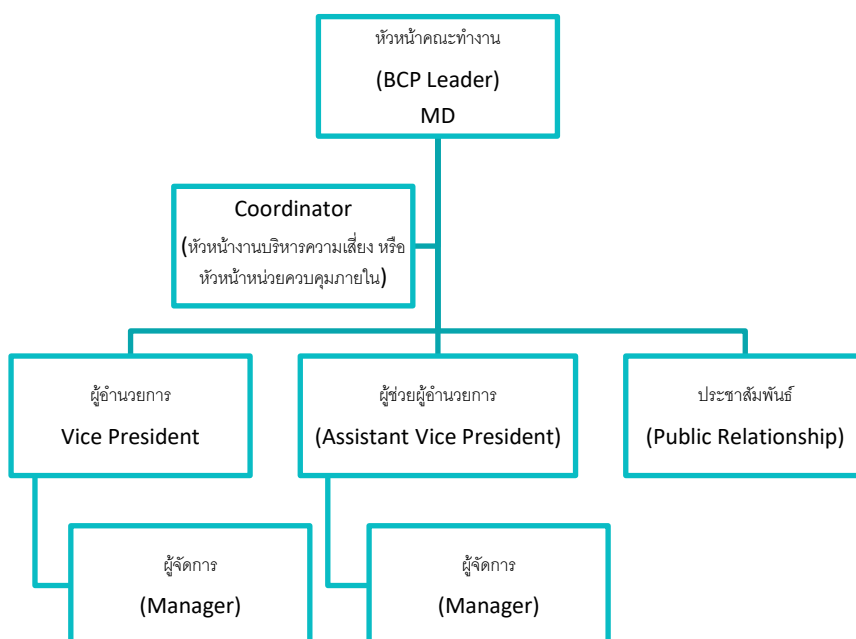 หัวหน้าคณะทำงาน
(BCP Leader)
MD
Coordinator
(หัวหน้างานบริหารความเสี่ยง หรือ
หัวหน้าหน่วยควบคุมภายใน)
ผู้อำนวยการ
Vice President
ผู้ช่วยผู้อำนวยการ
(Assistant Vice President)
ประชาสัมพันธ์
(Public Relationship)
ผู้จัดการ
(Manager)
ผู้จัดการ
(Manager)